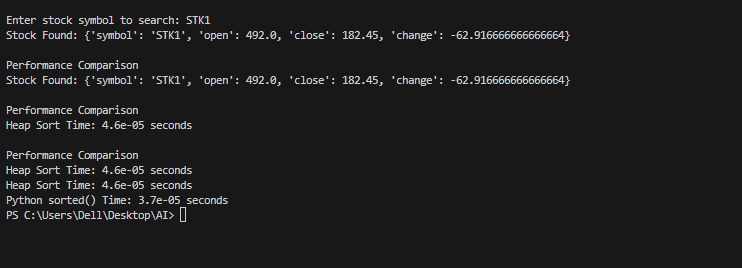 Enter stock symbol to search: STK1
Stock Found: {'symbol': 'STK1', 'open': 492.0, 'close': 182.45, 'change': -62.916666666666664}
Performance Comparison
Stock Found: {'symbol': 'STK1', 'open': 492.0, 'close': 182.45, 'change': -62.916666666666664}
Performance Comparison
Heap Sort Time: 4.6e-05 seconds
Performance Comparison
Heap Sort Time: 4.6e-05 seconds
Heap Sort Time: 4.6e-05 seconds
Python sorted() Time: 3.7e-05 seconds
PS C:\Users\Dell\Desktop\AI>